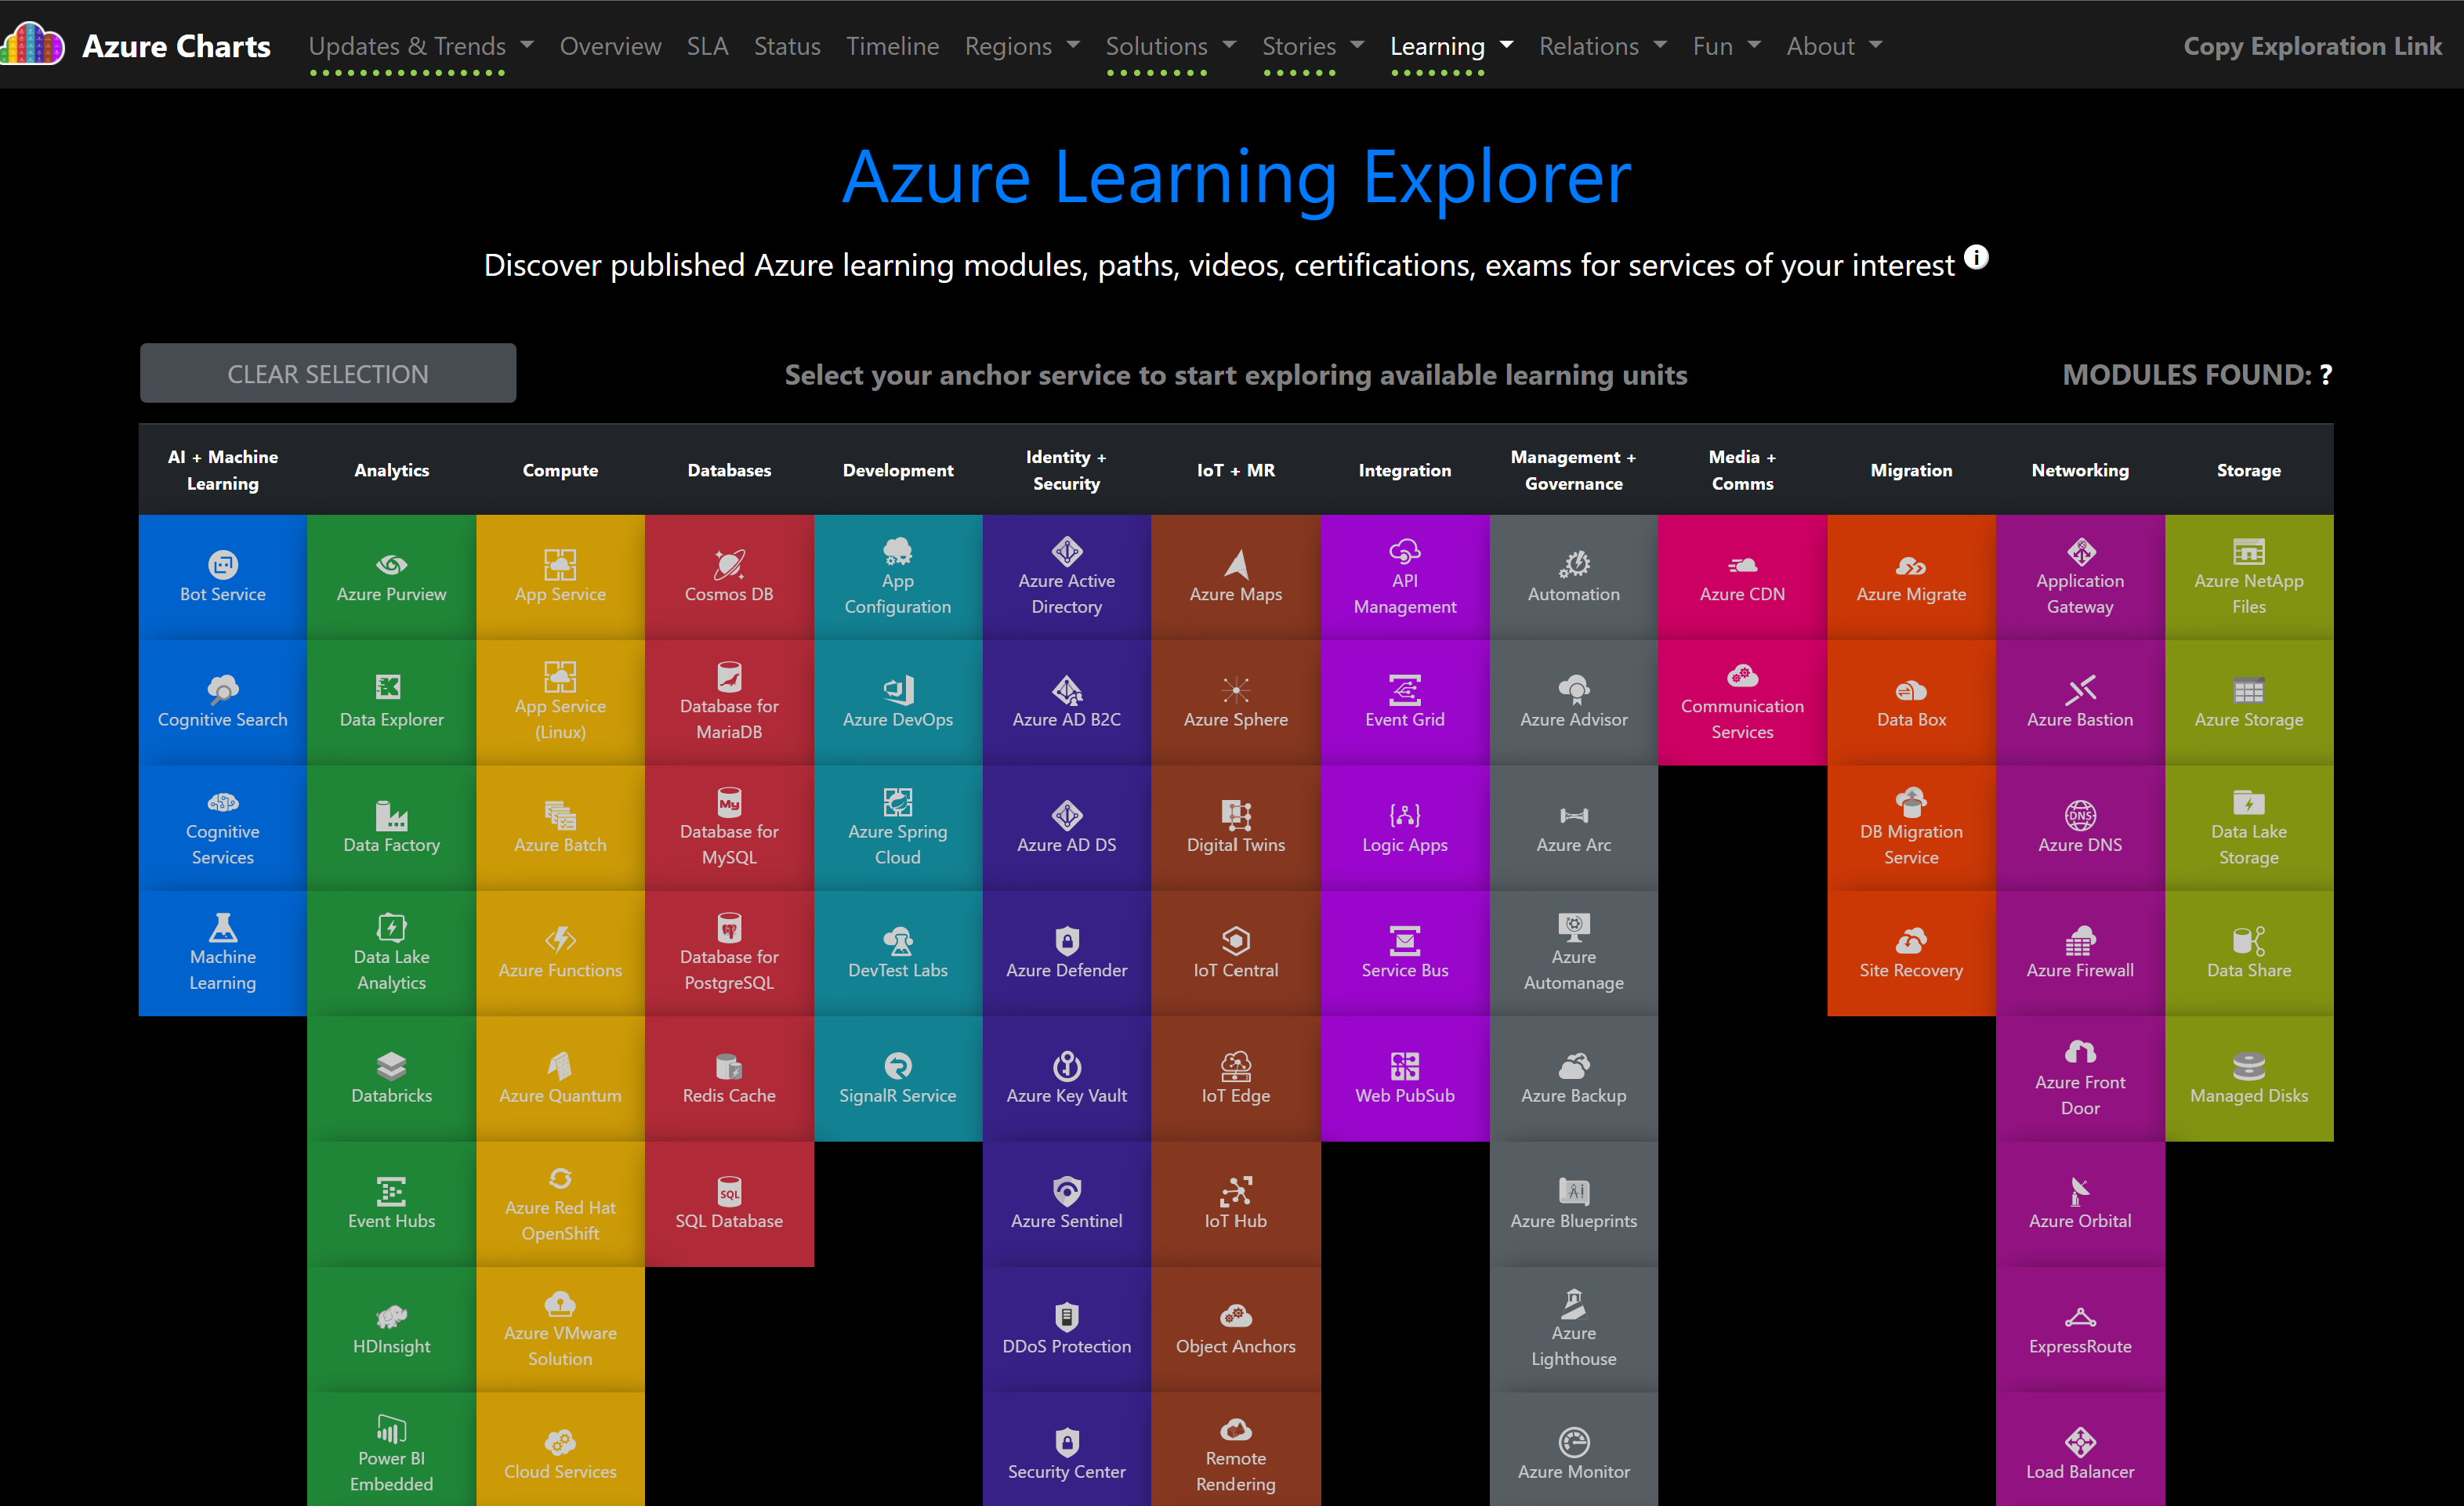 Azure Charts
Updates & Trends
Overview
SLA
Status
Timeline
Regions
Solutions
Stories
Learning
Relations
Fun
About
Copy Exploration Link
Azure Learning Explorer
Discover published Azure learning modules, paths, videos, certifications, exams for services of your interest i
CLEAR SELECTION
Select your anchor service to start exploring available learning units
MODULES FOUND: ?
AI + Machine
Learning
Analytics
Compute
Databases
Development
Identity +
Security
IoT + MR
Integration
Management +
Governance
Media +
Comms
Migration
Networking
Storage
Bot Service
Azure Purview
App Service
Cosmos DB
App
Configuration
Azure Active
Directory
Azure Maps
API
Management
Automation
Azure CDN
Azure Migrate
Application
Gateway
Azure NetApp
Files
Cognitive Search
Data Explorer
App Service
(Linux)
Database for
MariaDB
Azure DevOps
Azure AD B2C
Azure Sphere
Event Grid
Azure Advisor
Communication
Services
Data Box
Azure Bastion
Azure Storage
Cognitive
Services
Data Factory
Azure Batch
My
Database for
MySQL
Azure Spring
Cloud
Azure AD DS
Digital Twins
Logic Apps
Azure Arc
DB Migration
Service
DNS
Azure DNS
Data Lake
Storage
Machine
Learning
Data Lake
Analytics
Azure Functions
Database for
PostgreSQL
DevTest Labs
Azure Defender
IoT Central
Service Bus
Azure
Automanage
Site Recovery
Azure Firewall
Data Share
Databricks
Azure Quantum
Redis Cache
SignalR Service
Azure Key Vault
IoT Edge
Web PubSub
Azure Backup
Azure Front
Door
Managed Disks
Event Hubs
Azure Red Hat
OpenShift
SQL
SQL Database
Azure Sentinel
IoT Hub
Azure Blueprints
Azure Orbital
HDInsight
Azure VMware
Solution
DDoS Protection
Object Anchors
Azure
Lighthouse
ExpressRoute
Power BI
Embedded
Cloud Services
Security Center
Remote
Rendering
Azure Monitor
Load Balancer